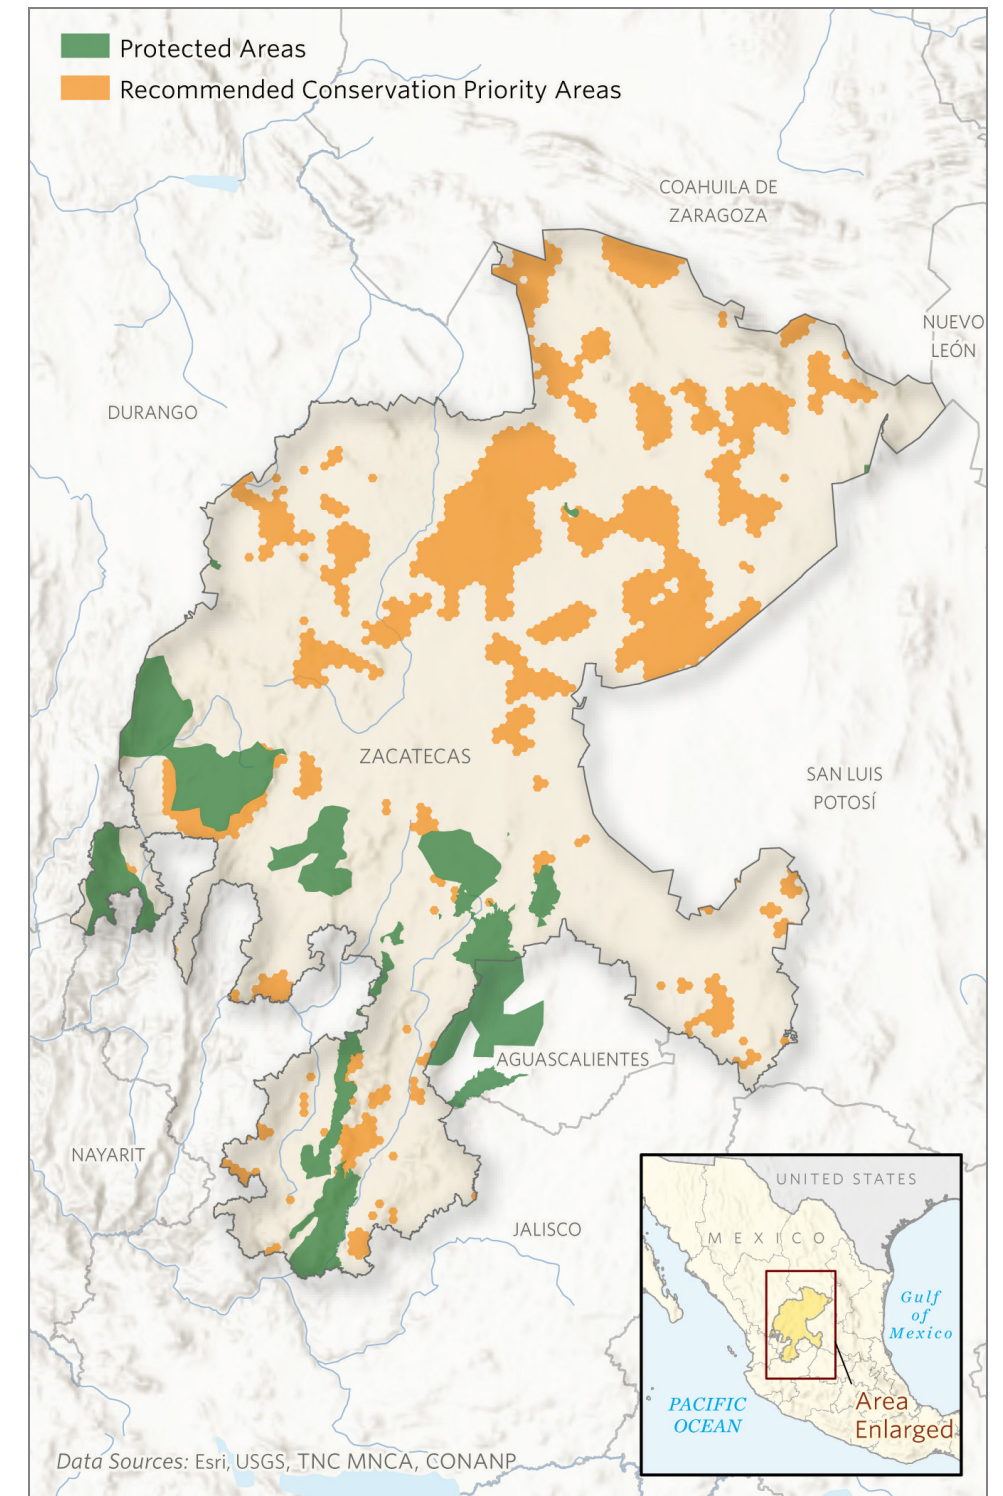 Protected Areas
Recommended Conservation Priority Areas
COAHUILA DE
ZARAGOZA
NUEVO
LEÓN
DURANGO
ZACATECAS
SAN LUIS
POTOSÍ
AGUASCALIENTES
NAYARIT
JALISCO
UNITED STATES
MEXICO
Gulf
of
Mexico
PACIFIC
OCEAN
Area
Enlarged
Data Sources: Esri, USGS, TNC MNCA, CONANP